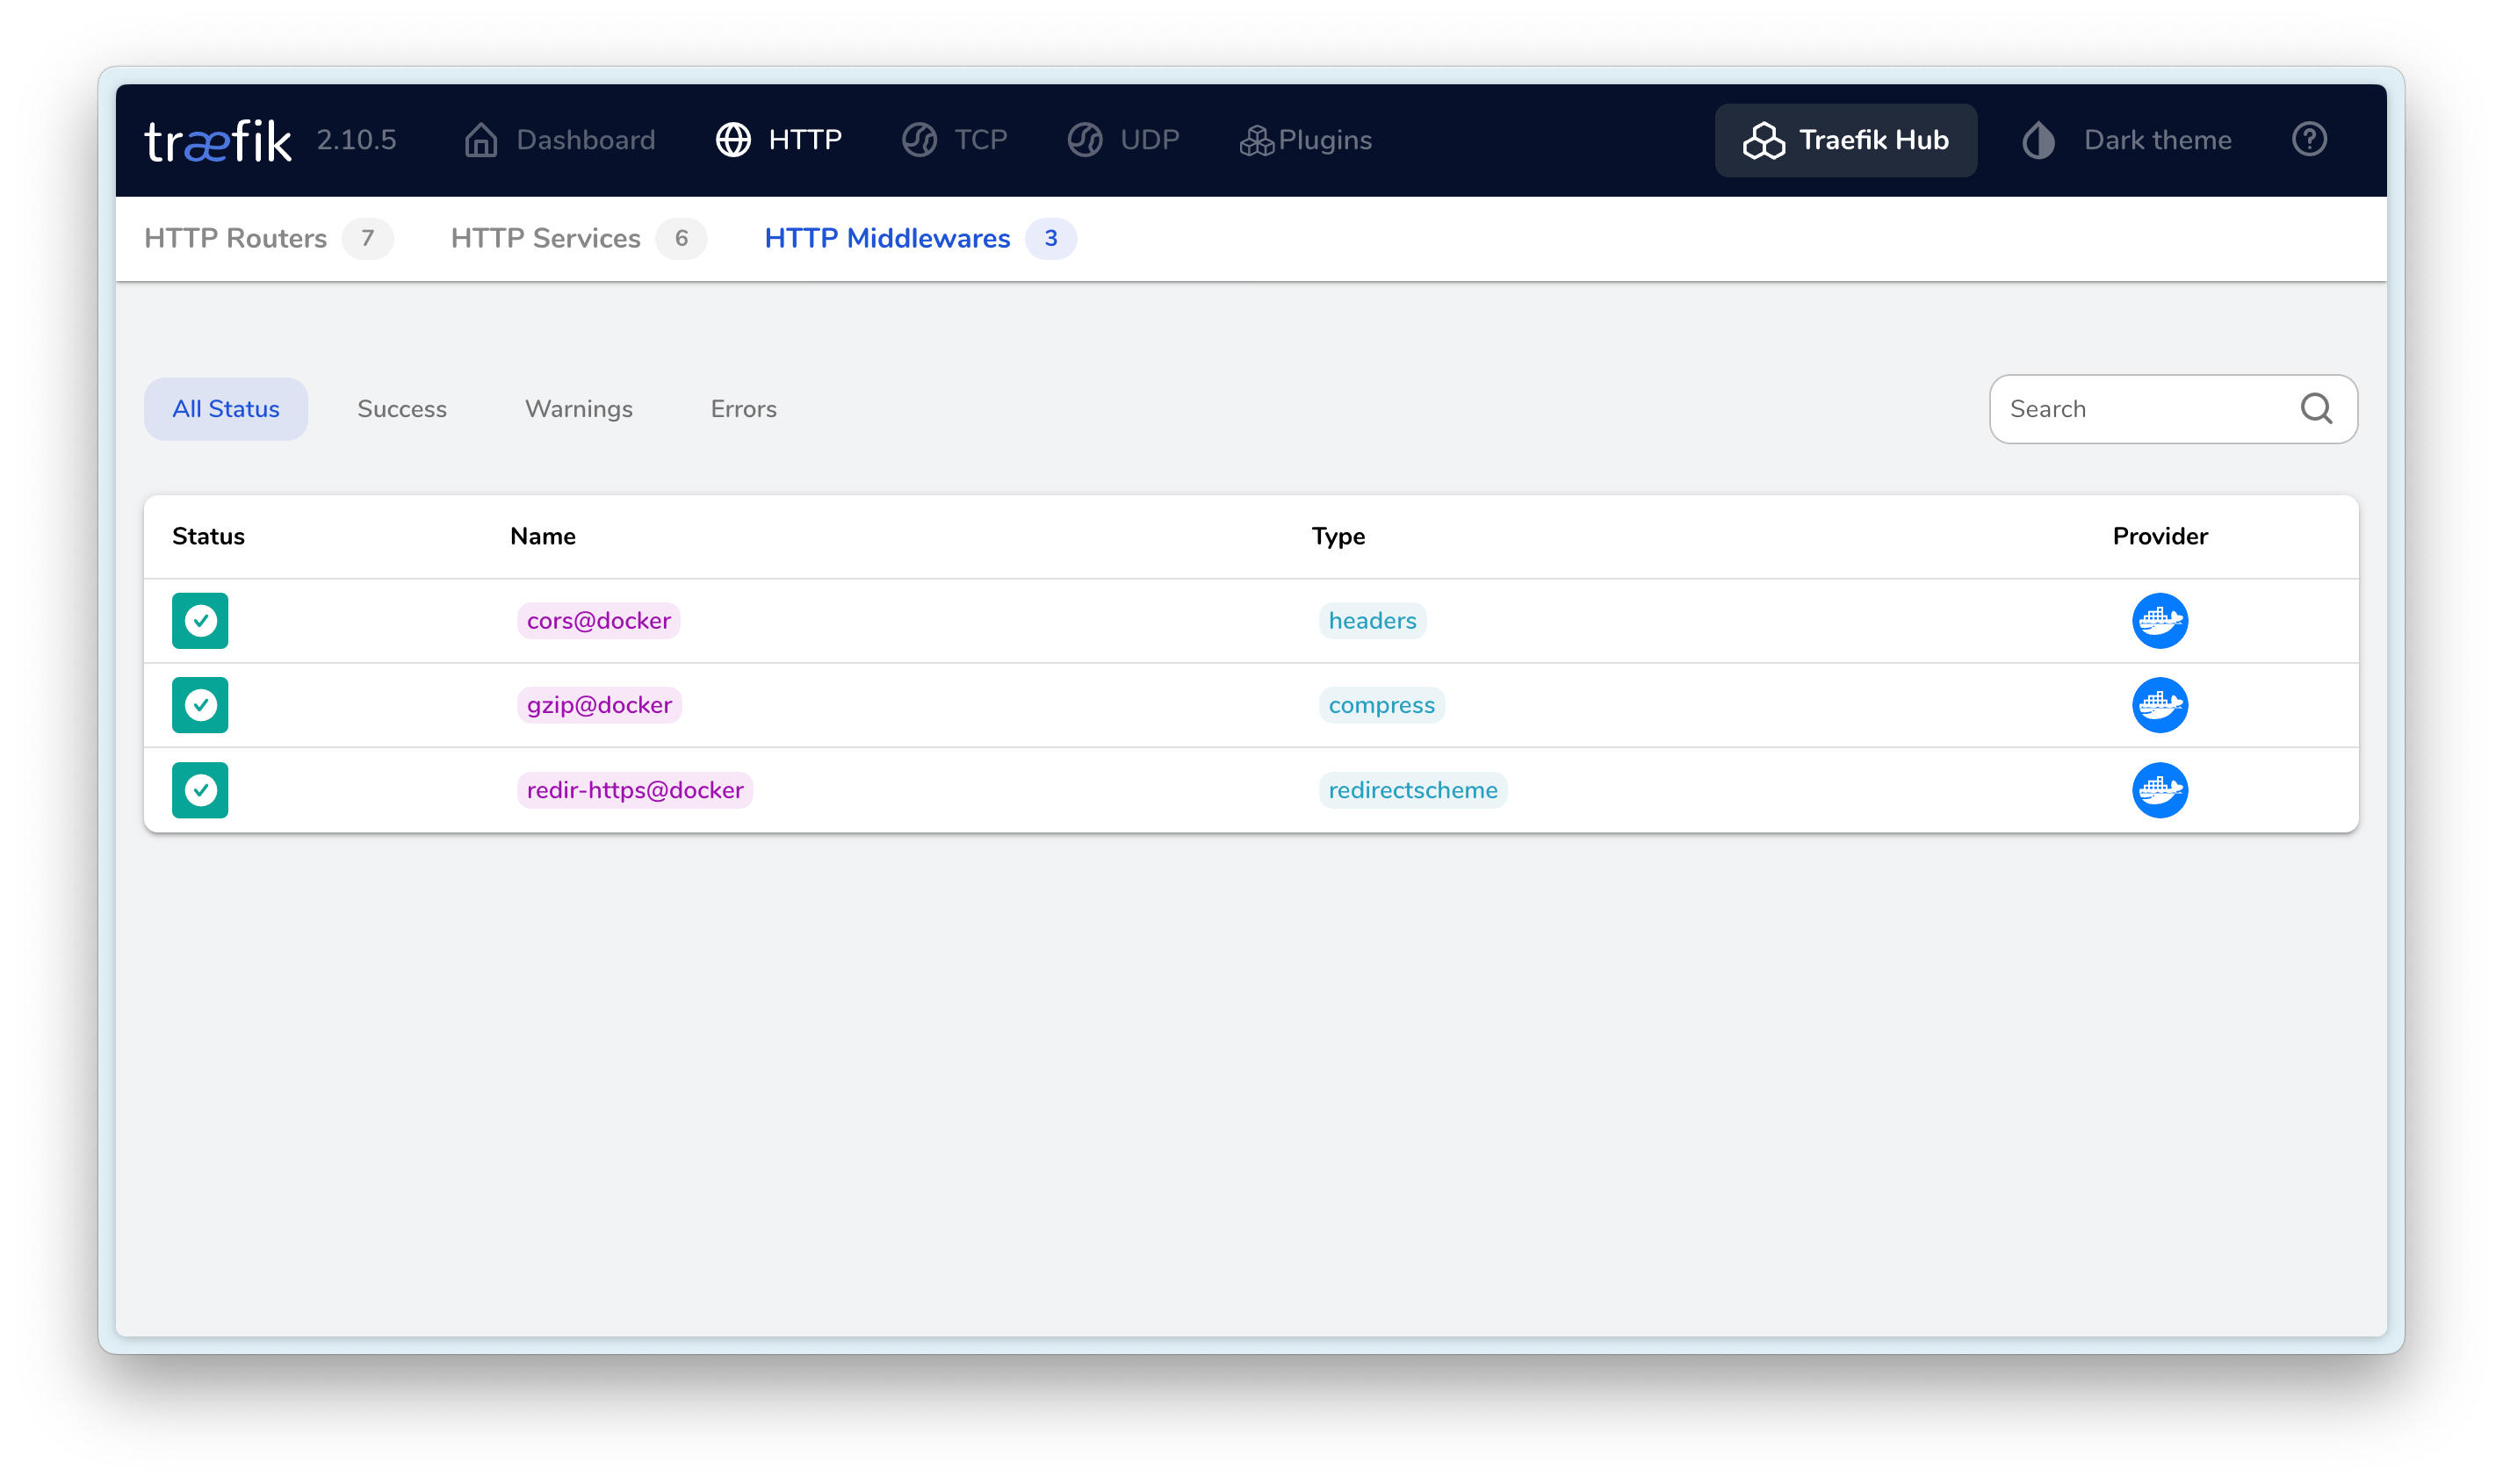 træfik 2.10.5 Dashboard HTTP TCP UDP Plugins Traefik Hub Dark theme
HTTP Routers 7 HTTP Services 6 HTTP Middlewares 3
All Status Success Warnings Errors Search
Status Name Type Provider
cors@docker headers
gzip@docker compress
redir-https@docker redirectscheme